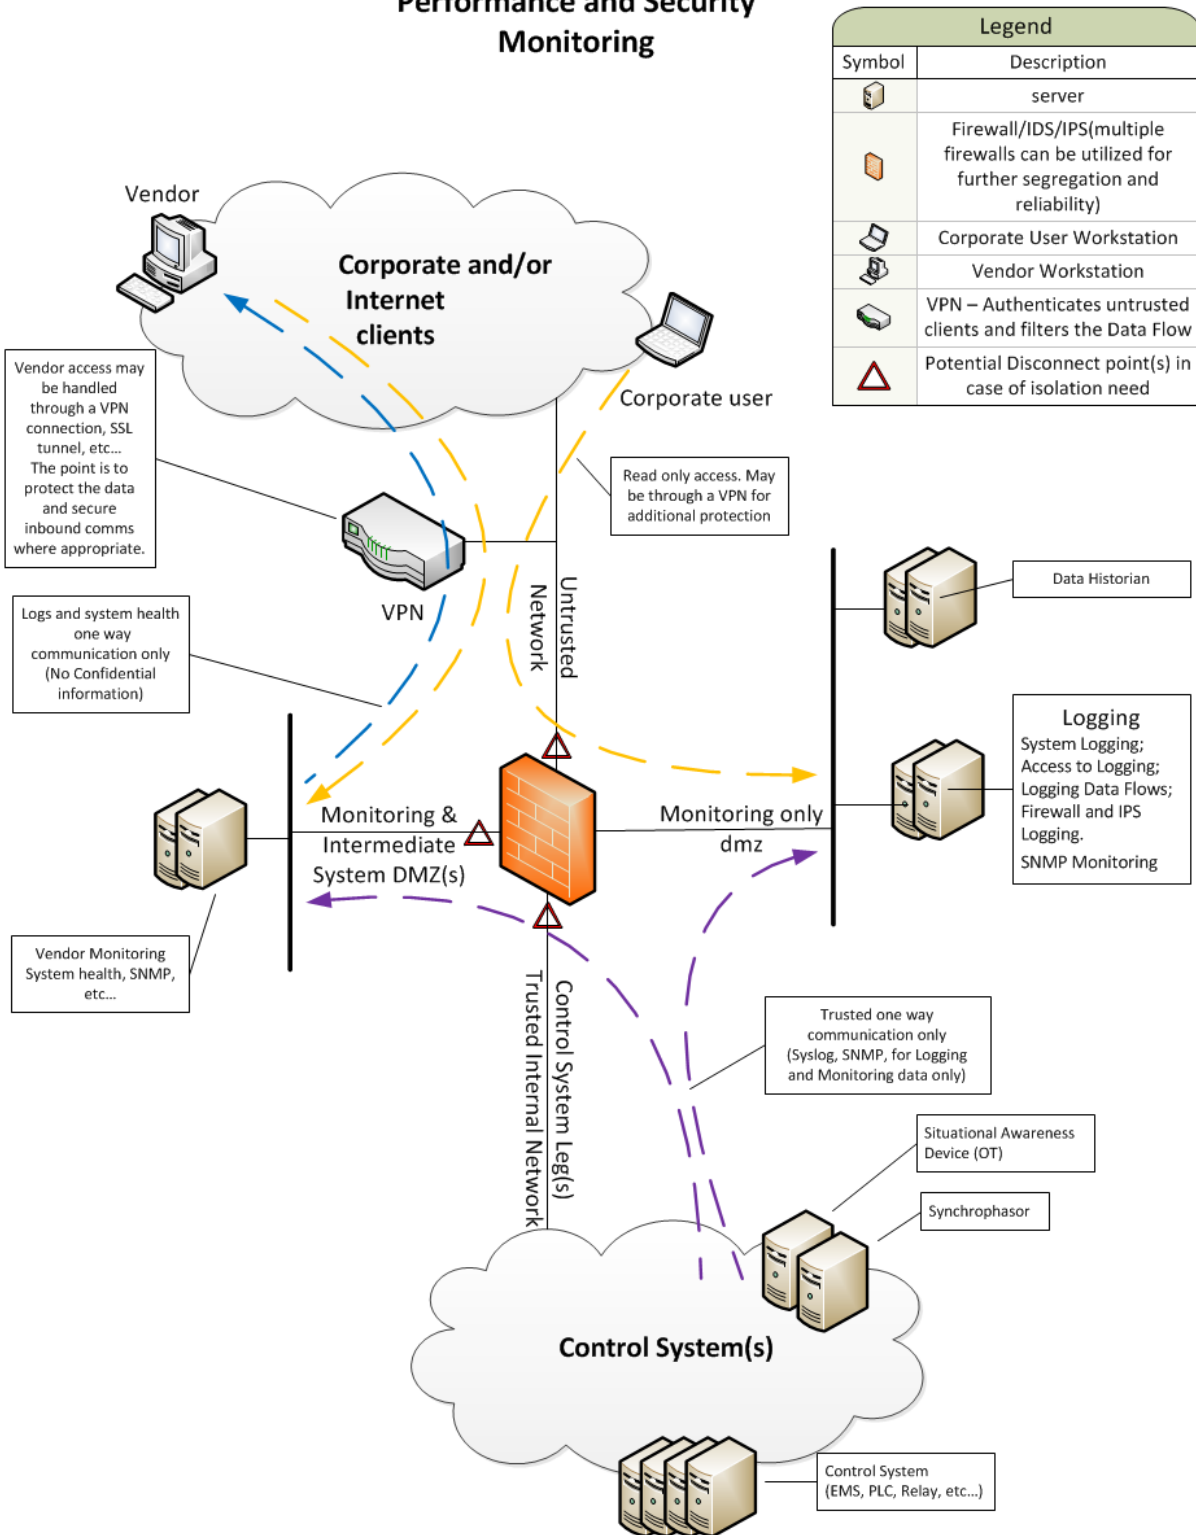 Performance and Security
Monitoring
Legend
Symbol
Description
server
Firewall/IDS/IPS(multiple
firewalls can be utilized for
further segregation and
reliability)
Corporate User Workstation
Vendor Workstation
VPN – Authenticates untrusted
clients and filters the Data Flow
Potential Disconnect point(s) in
case of isolation need
Vendor
Corporate and/or
Internet
clients
Corporate user
Vendor access may
be handled
through a VPN
connection, SSL
tunnel, etc...
The point is to
protect the data
and secure
inbound comms
where appropriate.
Read only access. May
be through a VPN for
additional protection
VPN
Untrusted
Network
Data Historian
Logs and system health
one way
communication only
(No Confidential
information)
Logging
System Logging;
Access to Logging;
Logging Data Flows;
Firewall and IPS
Logging.
SNMP Monitoring
Monitoring &
Intermediate
System DMZ(s)
Monitoring only
dmz
Vendor Monitoring
System health, SNMP,
etc...
Control System Leg(s)
Trusted Internal Network
Trusted one way
communication only
(Syslog, SNMP, for Logging
and Monitoring data only)
Situational Awareness
Device (OT)
Synchrophasor
Control System(s)
Control System
(EMS, PLC, Relay, etc...)